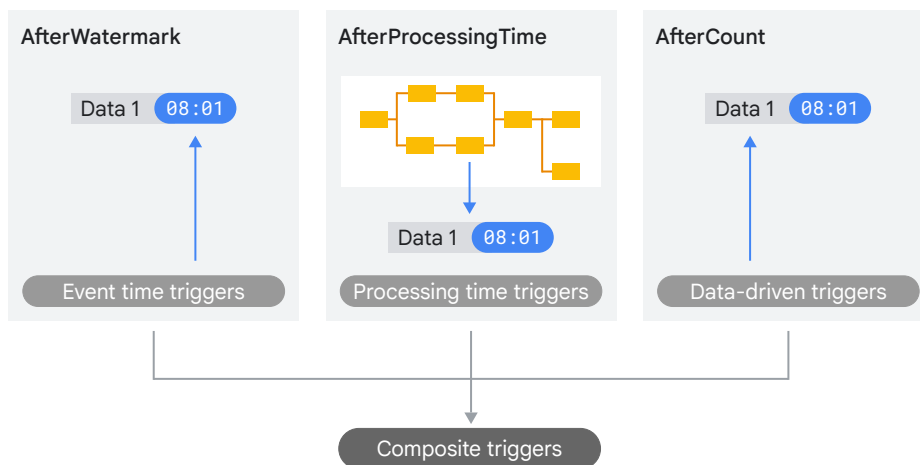 AfterWatermark
Data 1 08:01
Event time triggers
AfterProcessingTime
Data 1 08:01
Processing time triggers
AfterCount
Data 1 08:01
Data-driven triggers
Composite triggers